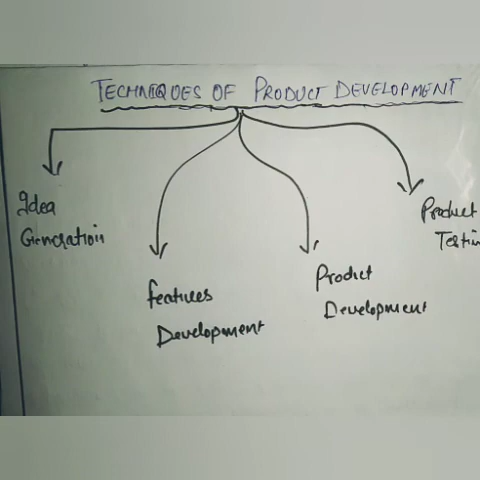 TECHNIQUES OF PRODUCT DEVELOPMENT
Idea
Generation
Features
Development
Product
Development
Product
Testin